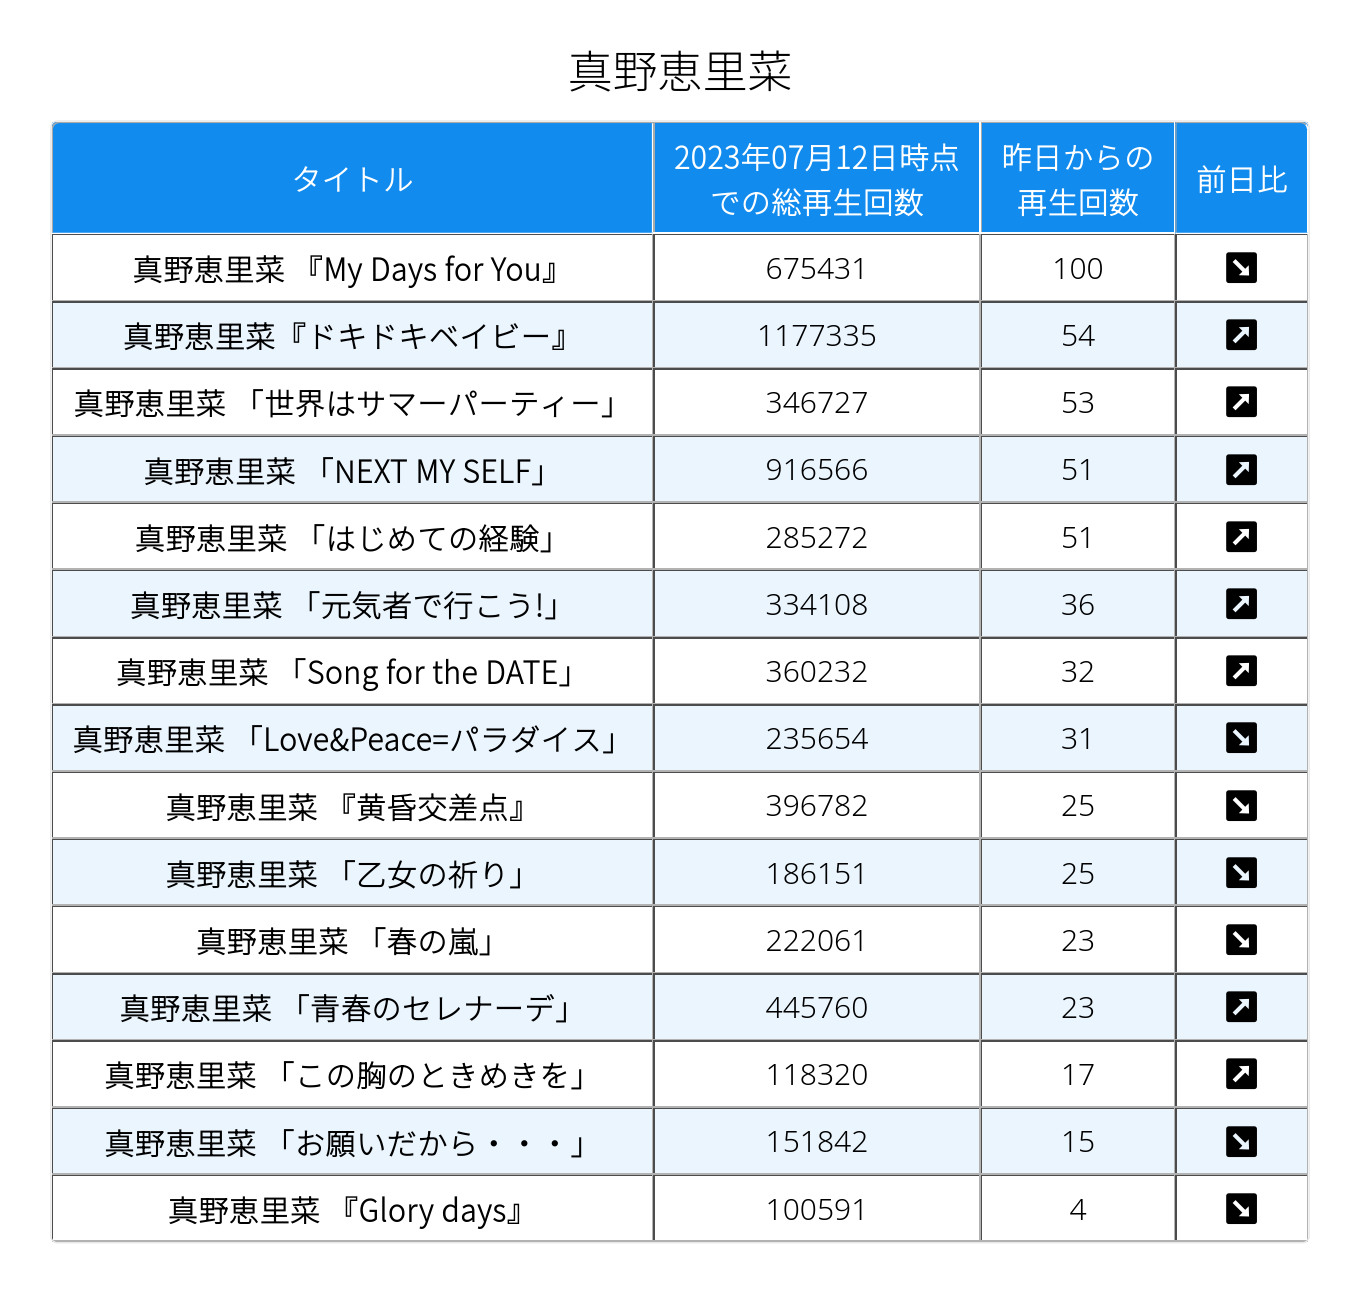 真野恵里菜
タイトル 2023年07月12日時点での総再生回数 昨日からの再生回数 前日比
真野恵里菜 『My Days for You』 675431 100 ↘
真野恵里菜『ドキドキベイビー』 1177335 54 ↗
真野恵里菜 「世界はサマーパーティー」 346727 53 ↗
真野恵里菜 「NEXT MY SELF」 916566 51 ↗
真野恵里菜 「はじめての経験」 285272 51 ↗
真野恵里菜 「元気者で行こう!」 334108 36 ↗
真野恵里菜 「Song for the DATE」 360232 32 ↗
真野恵里菜 「Love&Peace=パラダイス」 235654 31 ↘
真野恵里菜 『黄昏交差点』 396782 25 ↘
真野恵里菜 「乙女の祈り」 186151 25 ↘
真野恵里菜 「春の嵐」 222061 23 ↘
真野恵里菜 「青春のセレナーデ」 445760 23 ↗
真野恵里菜 「この胸のときめきを」 118320 17 ↗
真野恵里菜 「お願いだから・・・」 151842 15 ↘
真野恵里菜 『Glory days』 100591 4 ↘